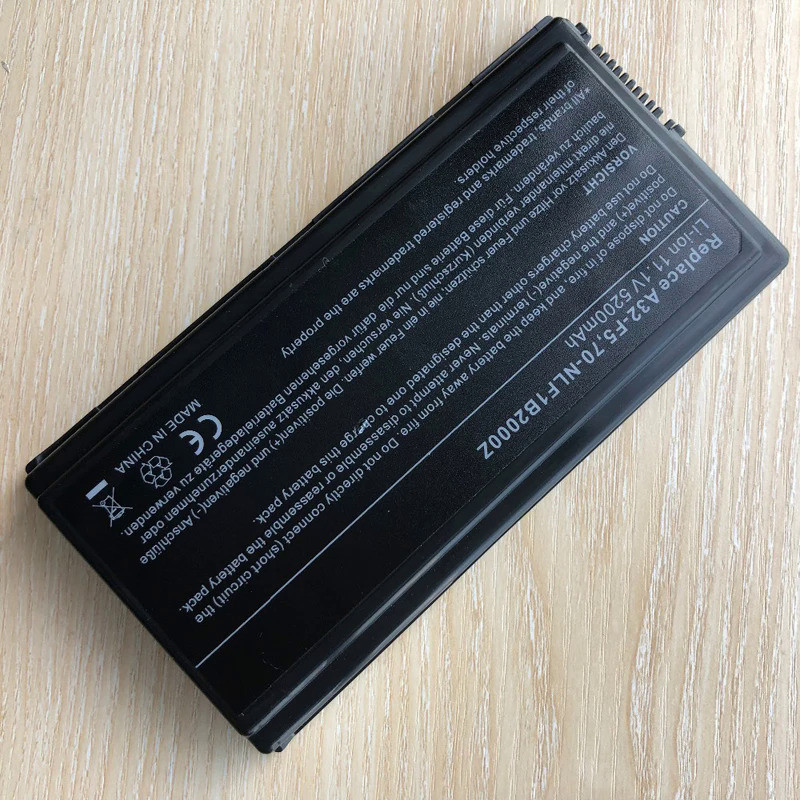 Replace A32-F5,70-NLF1B2000Z
Li-ion 11.1V 5200mAh
CAUTION
Do not dispose of in fire, and keep the battery away from fire. Do not directly connect (short circuit) the
positive(+) and the negative(-) terminals. Never attempt to disassemble or reassemble the battery pack.
Do not use battery chargers other than the designated one to charge this battery pack.
VORSICHT
Den Akkusatz vor Hitze und Feuer schützen; nie in ein Feuer werfen. Die positiven(+) und negativen(-) Anschlüße
nie direkt miteinander verbinden (Kurzschluß). Nie versuchen, den akkusatz auseinanderzunehmen oder
baulich zu verändern. Für diese Batterie sind nur die dafür vorgesehenen Batterieladegeräte zu verwenden.
*All brands, trademarks and registered trademarks are the property
of their respective holders.
CE
MADE IN CHINA